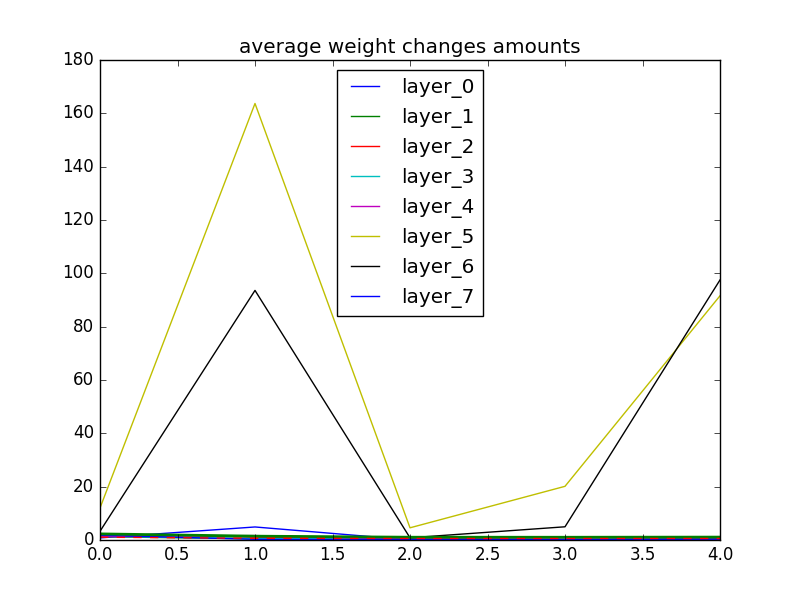 average weight changes amounts
180
160
140
120
100
80
60
40
20
0
layer_0
layer_1
layer_2
layer_3
layer_4
layer_5
layer_6
layer_7
0.0 0.5 1.0 1.5 2.0 2.5 3.0 3.5 4.0